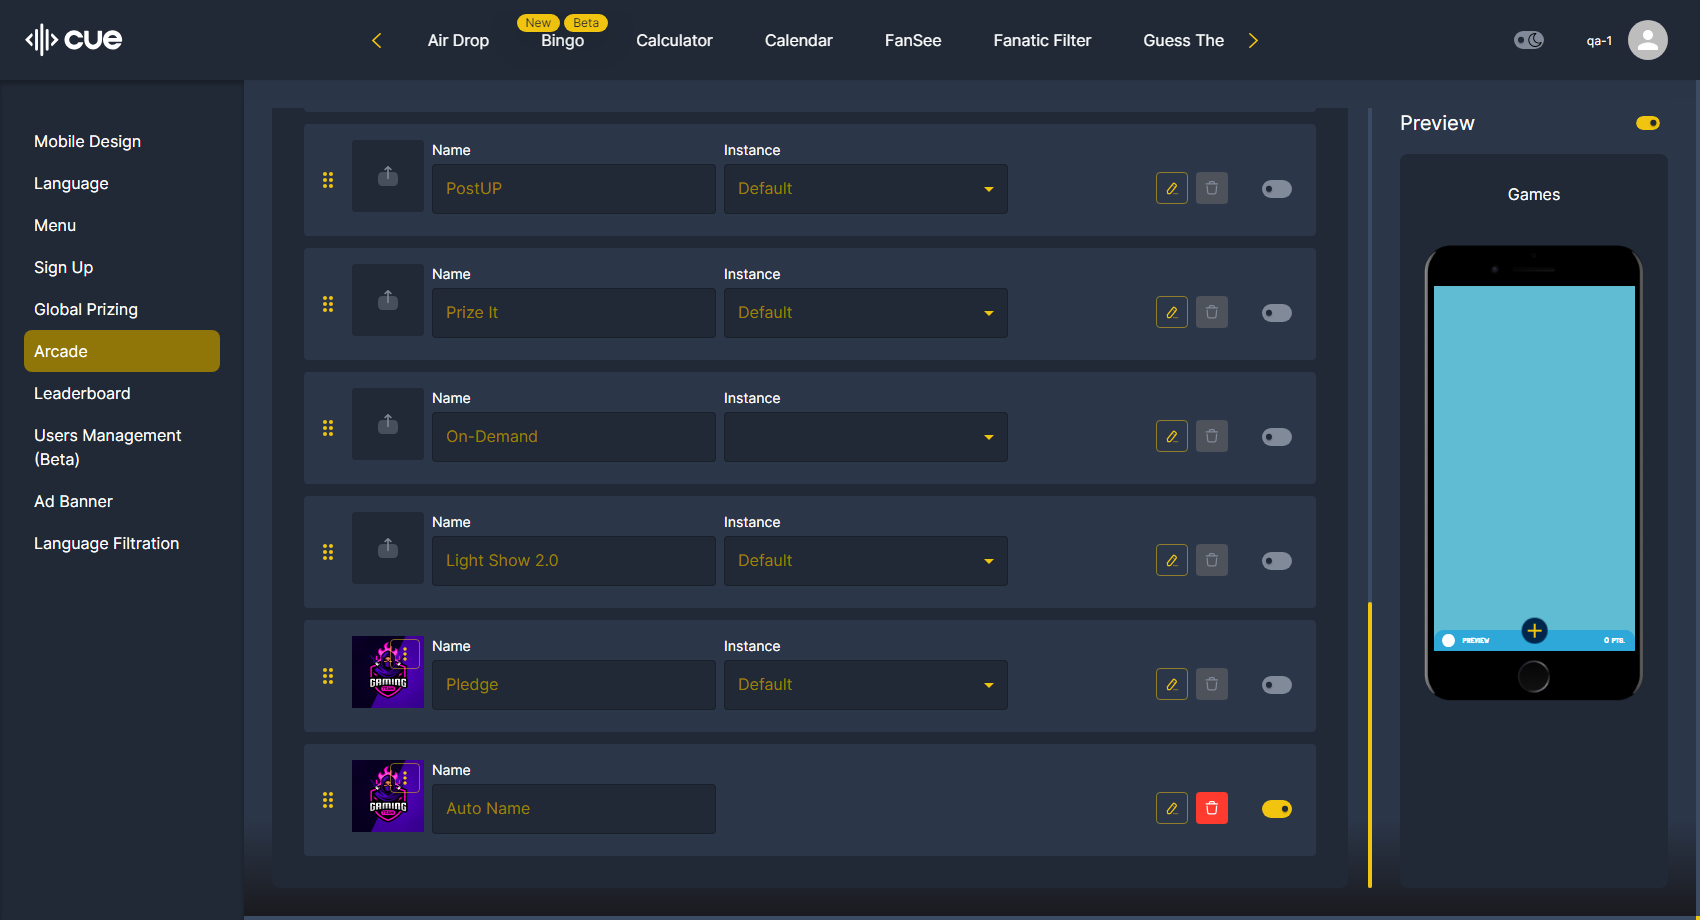 cue
New Beta
Air Drop Bingo Calculator Calendar FanSee Fanatic Filter Guess The
qa-1
Mobile Design
Language
Menu
Sign Up
Global Prizing
Arcade
Leaderboard
Users Management
(Beta)
Ad Banner
Language Filtration
Name Instance
PostUP Default
Name Instance
Prize It Default
Name Instance
On-Demand
Name Instance
Light Show 2.0 Default
GAMING
Name Instance
Pledge Default
GAMING
Name
Auto Name
Preview
Games
PREVIEW 0 PTS.